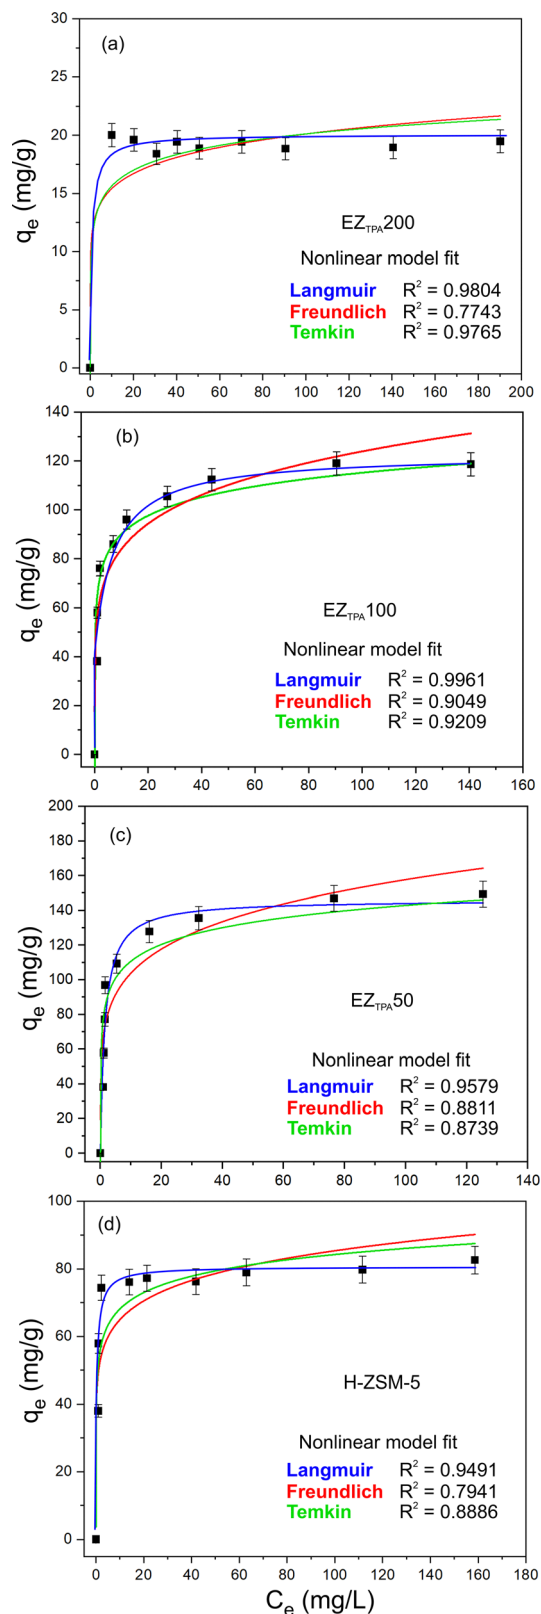 (a)
30
25
20
15
10
5
0
qe (mg/g)
EZTPA200
Nonlinear model fit
Langmuir R² = 0.9804
Freundlich R² = 0.7743
Temkin R² = 0.9765
0 20 40 60 80 100 120 140 160 180 200
(b)
140
120
100
80
60
40
20
0
qe (mg/g)
EZTPA100
Nonlinear model fit
Langmuir R² = 0.9961
Freundlich R² = 0.9049
Temkin R² = 0.9209
0 20 40 60 80 100 120 140 160
(c)
200
180
160
140
120
100
80
60
40
20
0
qe (mg/g)
EZTPA50
Nonlinear model fit
Langmuir R² = 0.9579
Freundlich R² = 0.8811
Temkin R² = 0.8739
0 20 40 60 80 100 120 140
(d)
100
80
60
40
20
0
qe (mg/g)
H-ZSM-5
Nonlinear model fit
Langmuir R² = 0.9491
Freundlich R² = 0.7941
Temkin R² = 0.8886
0 20 40 60 80 100 120 140 160 180
Ce (mg/L)